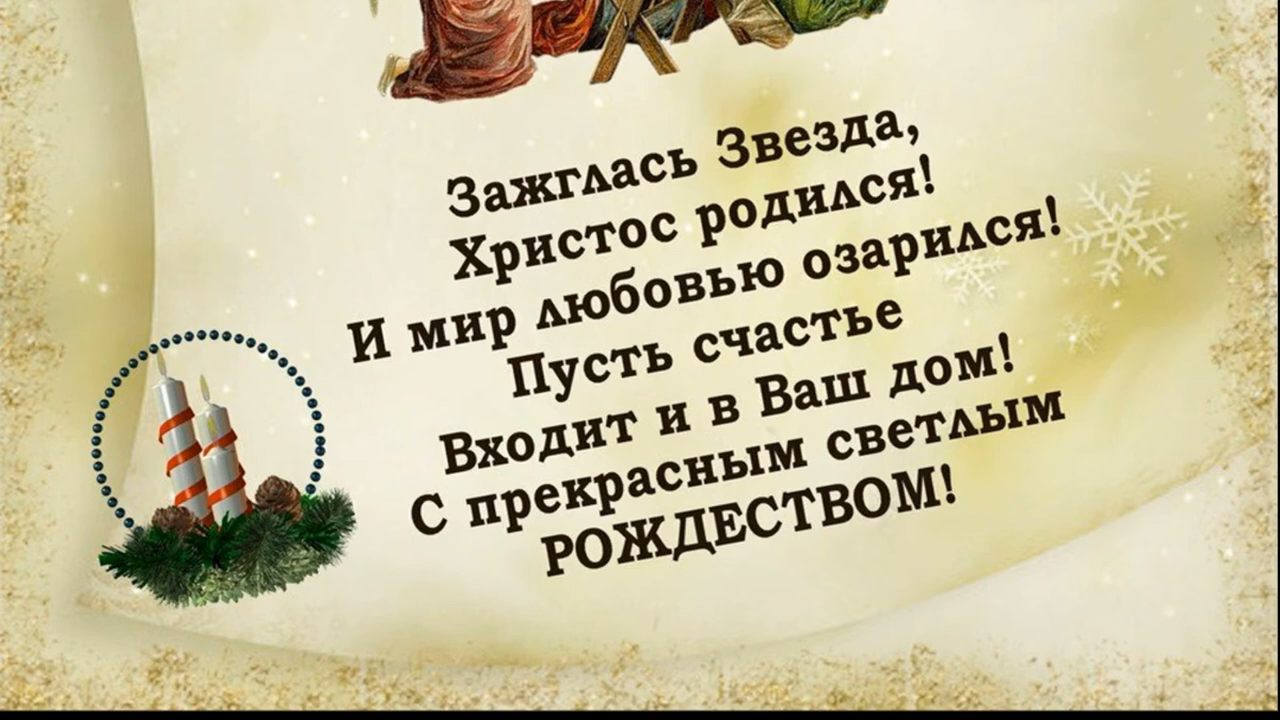 Зажглась Звезда,
Христос родился!
И мир любовью озарился!
Пусть счастье
Входит и в Ваш дом!
С прекрасным светлым
РОЖДЕСТВОМ!